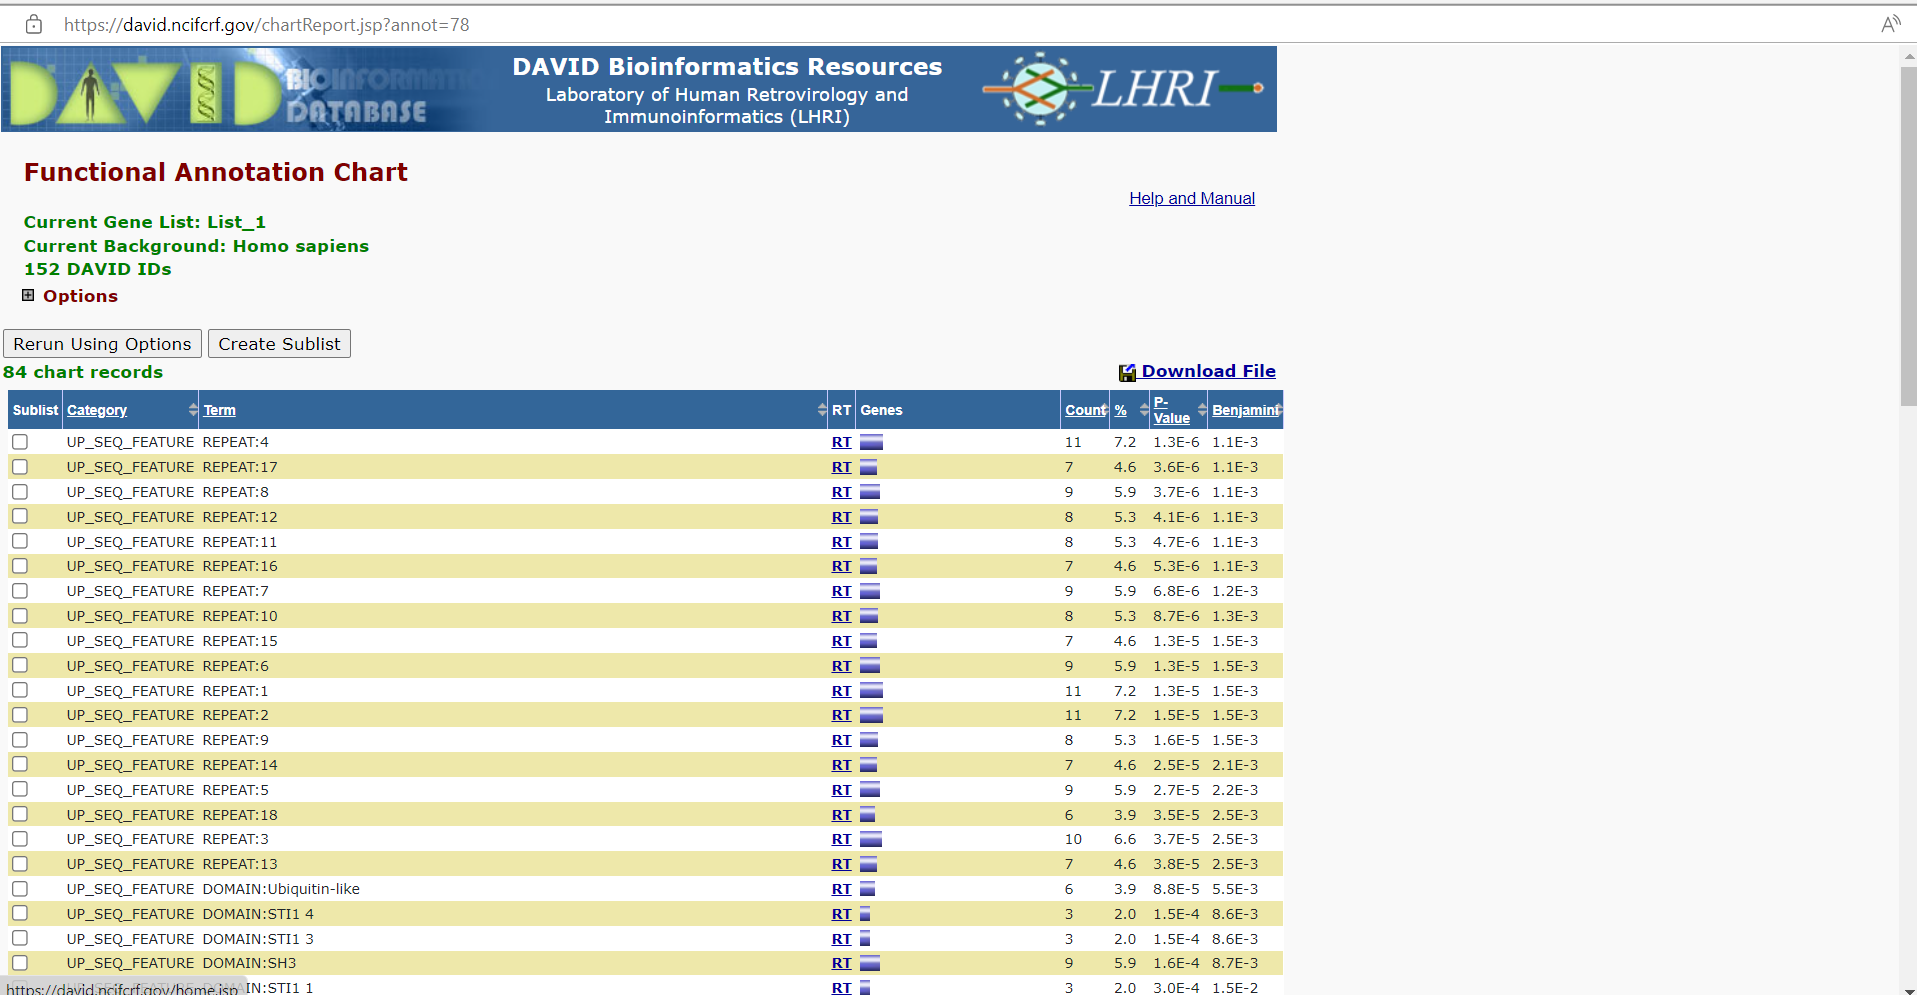 https://david.ncifcrf.gov/chartReport.jsp?annot=78
DAVID BIOINFORMATICS
DATABASE
DAVID Bioinformatics Resources
Laboratory of Human Retrovirology and
Immunoinformatics (LHRI)
LHRI
Functional Annotation Chart
Help and Manual
Current Gene List: List_1
Current Background: Homo sapiens
152 DAVID IDs
Options
Rerun Using Options Create Sublist
84 chart records Download File
Sublist Category Term RT Genes Count % P-Value Benjamini
UP_SEQ_FEATURE REPEAT:4 RT 11 7.2 1.3E-6 1.1E-3
UP_SEQ_FEATURE REPEAT:17 RT 7 4.6 3.6E-6 1.1E-3
UP_SEQ_FEATURE REPEAT:8 RT 9 5.9 3.7E-6 1.1E-3
UP_SEQ_FEATURE REPEAT:12 RT 8 5.3 4.1E-6 1.1E-3
UP_SEQ_FEATURE REPEAT:11 RT 8 5.3 4.7E-6 1.1E-3
UP_SEQ_FEATURE REPEAT:16 RT 7 4.6 5.3E-6 1.1E-3
UP_SEQ_FEATURE REPEAT:7 RT 9 5.9 6.8E-6 1.2E-3
UP_SEQ_FEATURE REPEAT:10 RT 8 5.3 8.7E-6 1.3E-3
UP_SEQ_FEATURE REPEAT:15 RT 7 4.6 1.3E-5 1.5E-3
UP_SEQ_FEATURE REPEAT:6 RT 9 5.9 1.3E-5 1.5E-3
UP_SEQ_FEATURE REPEAT:1 RT 11 7.2 1.3E-5 1.5E-3
UP_SEQ_FEATURE REPEAT:2 RT 11 7.2 1.5E-5 1.5E-3
UP_SEQ_FEATURE REPEAT:9 RT 8 5.3 1.6E-5 1.5E-3
UP_SEQ_FEATURE REPEAT:14 RT 7 4.6 2.5E-5 2.1E-3
UP_SEQ_FEATURE REPEAT:5 RT 9 5.9 2.7E-5 2.2E-3
UP_SEQ_FEATURE REPEAT:18 RT 6 3.9 3.5E-5 2.5E-3
UP_SEQ_FEATURE REPEAT:3 RT 10 6.6 3.7E-5 2.5E-3
UP_SEQ_FEATURE REPEAT:13 RT 7 4.6 3.8E-5 2.5E-3
UP_SEQ_FEATURE DOMAIN:Ubiquitin-like RT 6 3.9 8.8E-5 5.5E-3
UP_SEQ_FEATURE DOMAIN:STI1 4 RT 3 2.0 1.5E-4 8.6E-3
UP_SEQ_FEATURE DOMAIN:STI1 3 RT 3 2.0 1.5E-4 8.6E-3
UP_SEQ_FEATURE DOMAIN:SH3 RT 9 5.9 1.6E-4 8.7E-3
https://david.ncifcrf.gov/home.jsp IN:STI1 1 RT 3 2.0 3.0E-4 1.5E-2